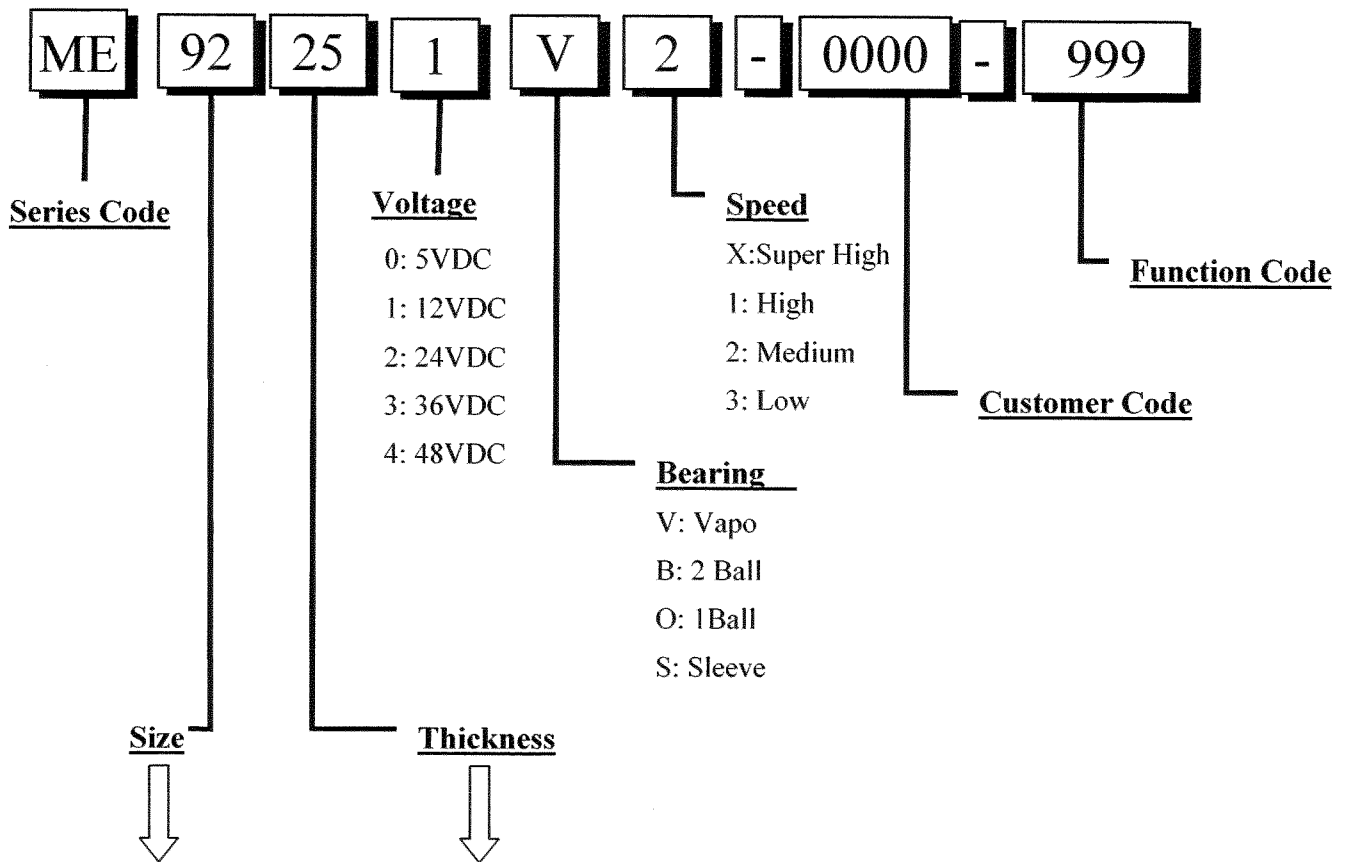 ME 92 25 1 V 2 - 0000 - 999
Series Code
Voltage
0: 5VDC
1: 12VDC
2: 24VDC
3: 36VDC
4: 48VDC
Speed
X:Super High
1: High
2: Medium
3: Low
Function Code
Customer Code
Bearing
V: Vapo
B: 2 Ball
O: 1Ball
S: Sleeve
Size
Thickness